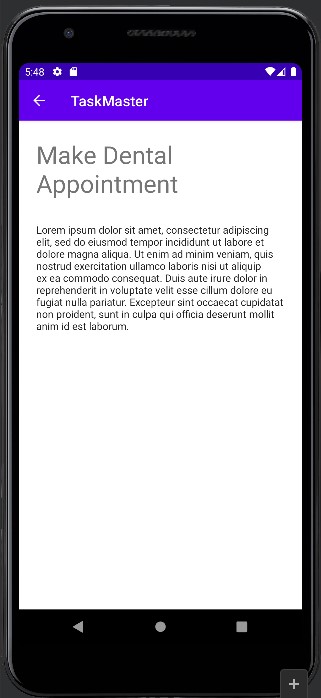 5:48
TaskMaster
Make Dental
Appointment
Lorem ipsum dolor sit amet, consectetur adipiscing
elit, sed do eiusmod tempor incididunt ut labore et
dolore magna aliqua. Ut enim ad minim veniam, quis
nostrud exercitation ullamco laboris nisi ut aliquip
ex ea commodo consequat. Duis aute irure dolor in
reprehenderit in voluptate velit esse cillum dolore eu
fugiat nulla pariatur. Excepteur sint occaecat cupidatat
non proident, sunt in culpa qui officia deserunt mollit
anim id est laborum.